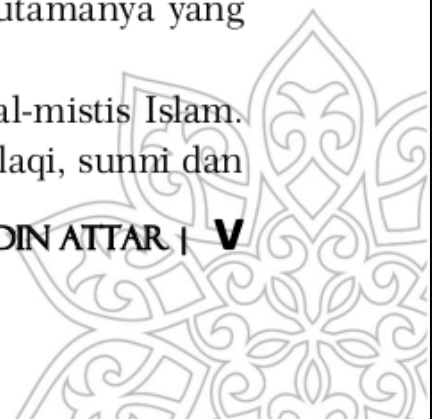 utamanya yang
al-mistis Islam.
laqi, sunni dan
DIN ATTAR | V